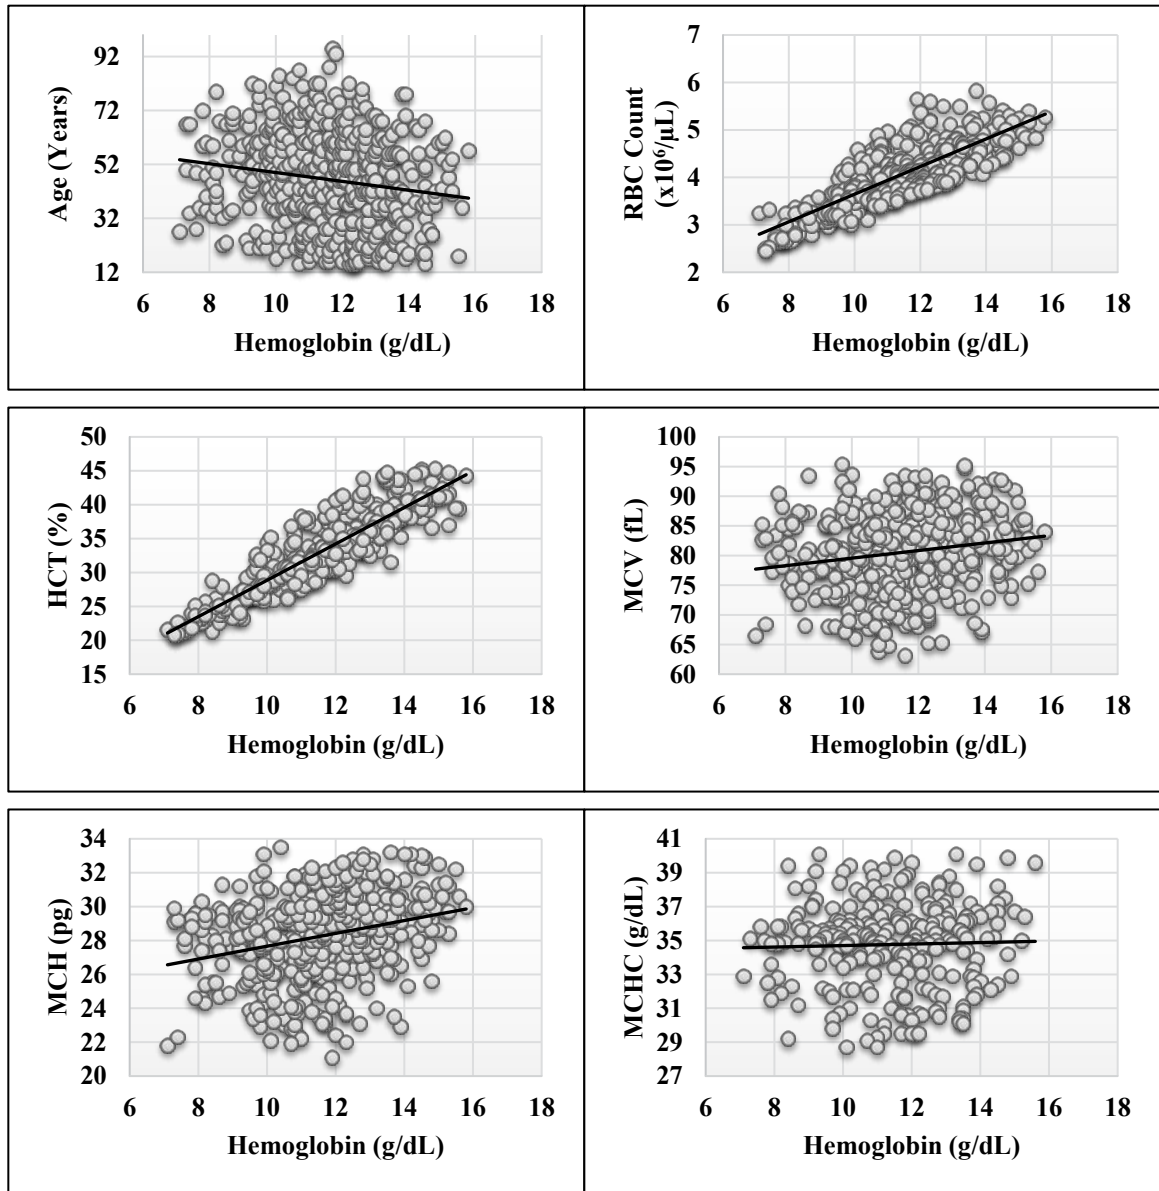 92
72
52
32
12
Age (Years)
6 8 10 12 14 16 18
Hemoglobin (g/dL)
7
6
5
4
3
2
RBC Count
(x10⁶/µL)
6 8 10 12 14 16 18
Hemoglobin (g/dL)
50
45
40
35
30
25
20
15
HCT (%)
6 8 10 12 14 16 18
Hemoglobin (g/dL)
100
95
90
85
80
75
70
65
60
MCV (fL)
6 8 10 12 14 16 18
Hemoglobin (g/dL)
34
32
30
28
26
24
22
20
MCH (pg)
6 8 10 12 14 16 18
Hemoglobin (g/dL)
41
39
37
35
33
31
29
27
MCHC (g/dL)
6 8 10 12 14 16 18
Hemoglobin (g/dL)